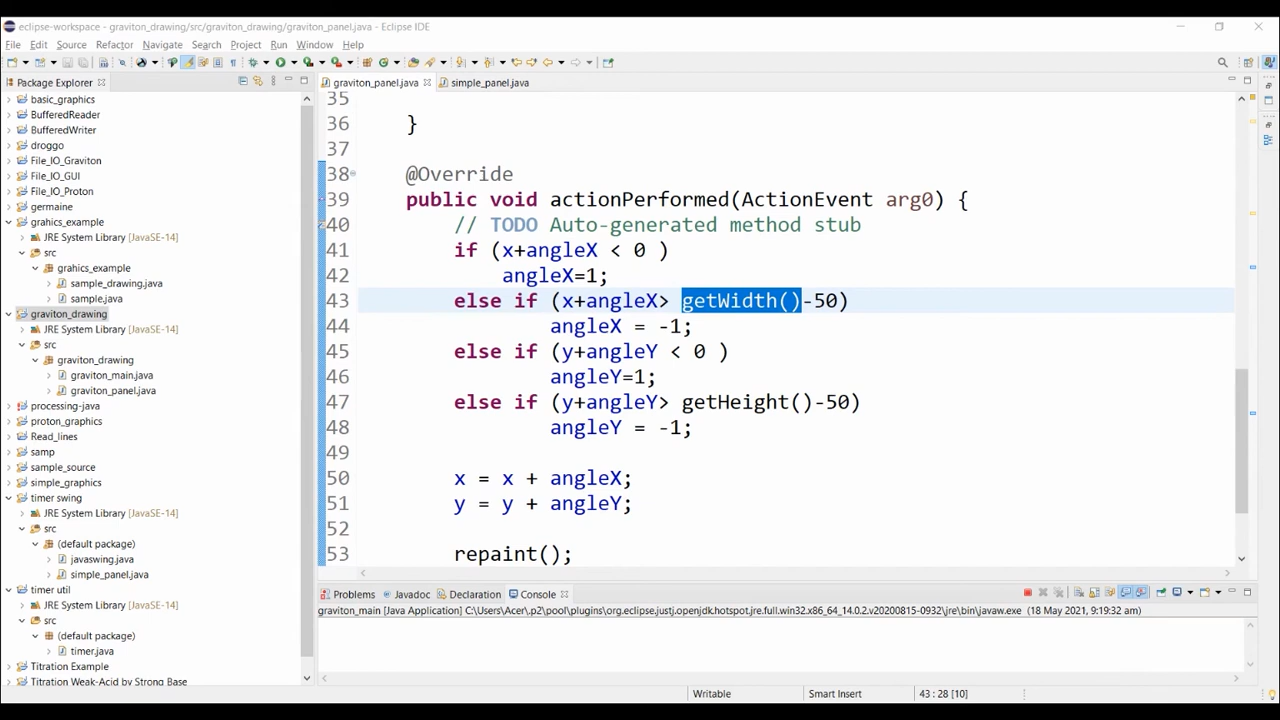 eclipse-workspace - graviton_drawing/src/graviton_drawing/graviton_panel.java - Eclipse IDE
File Edit Source Refactor Navigate Search Project Run Window Help
Package Explorer
graviton_panel.java simple_panel.java
basic_graphics
BufferedReader
BufferedWriter
droggo
File_IO_Graviton
File_IO_GUI
File_IO_Proton
germaine
grahics_example
JRE System Library [JavaSE-14]
src
grahics_example
sample_drawing.java
sample.java
graviton_drawing
JRE System Library [JavaSE-14]
src
graviton_drawing
graviton_main.java
graviton_panel.java
processing-java
proton_graphics
Read_lines
samp
sample_source
simple_graphics
timer swing
JRE System Library [JavaSE-14]
src
(default package)
javaswing.java
simple_panel.java
timer util
JRE System Library [JavaSE-14]
src
(default package)
timer.java
Titration Example
Titration Weak-Acid by Strong Base
35
36 }
37
38 @Override
39 public void actionPerformed(ActionEvent arg0) {
40 // TODO Auto-generated method stub
41 if (x+angleX < 0 )
42 angleX=1;
43 else if (x+angleX> getWidth()-50)
44 angleX = -1;
45 else if (y+angleY < 0 )
46 angleY=1;
47 else if (y+angleY> getHeight()-50)
48 angleY = -1;
49
50 x = x + angleX;
51 y = y + angleY;
52
53 repaint();
Problems Javadoc Declaration Console
graviton_main [Java Application] C:\Users\Acer\.p2\pool\plugins\org.eclipse.justj.openjdk.hotspot.jre.full.win32.x86_64_14.0.2.v20200815-0932\jre\bin\javaw.exe (18 May 2021, 9:19:32 am)
Writable Smart Insert 43 : 28 [10]